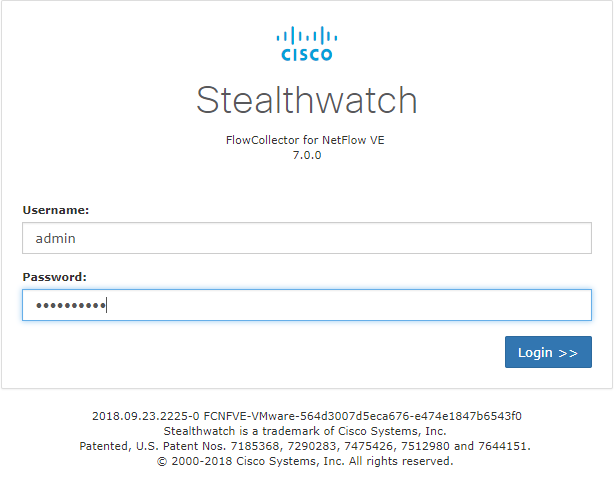 CISCO
Stealthwatch
FlowCollector for NetFlow VE
7.0.0
Username:
admin
Password:
••••••••••
Login >>
2018.09.23.2225-0 FCNFVE-VMware-564d3007d5eca676-e474e1847b6543f0
Stealthwatch is a trademark of Cisco Systems, Inc.
Patented, U.S. Patent Nos. 7185368, 7290283, 7475426, 7512980 and 7644151.
© 2000-2018 Cisco Systems, Inc. All rights reserved.